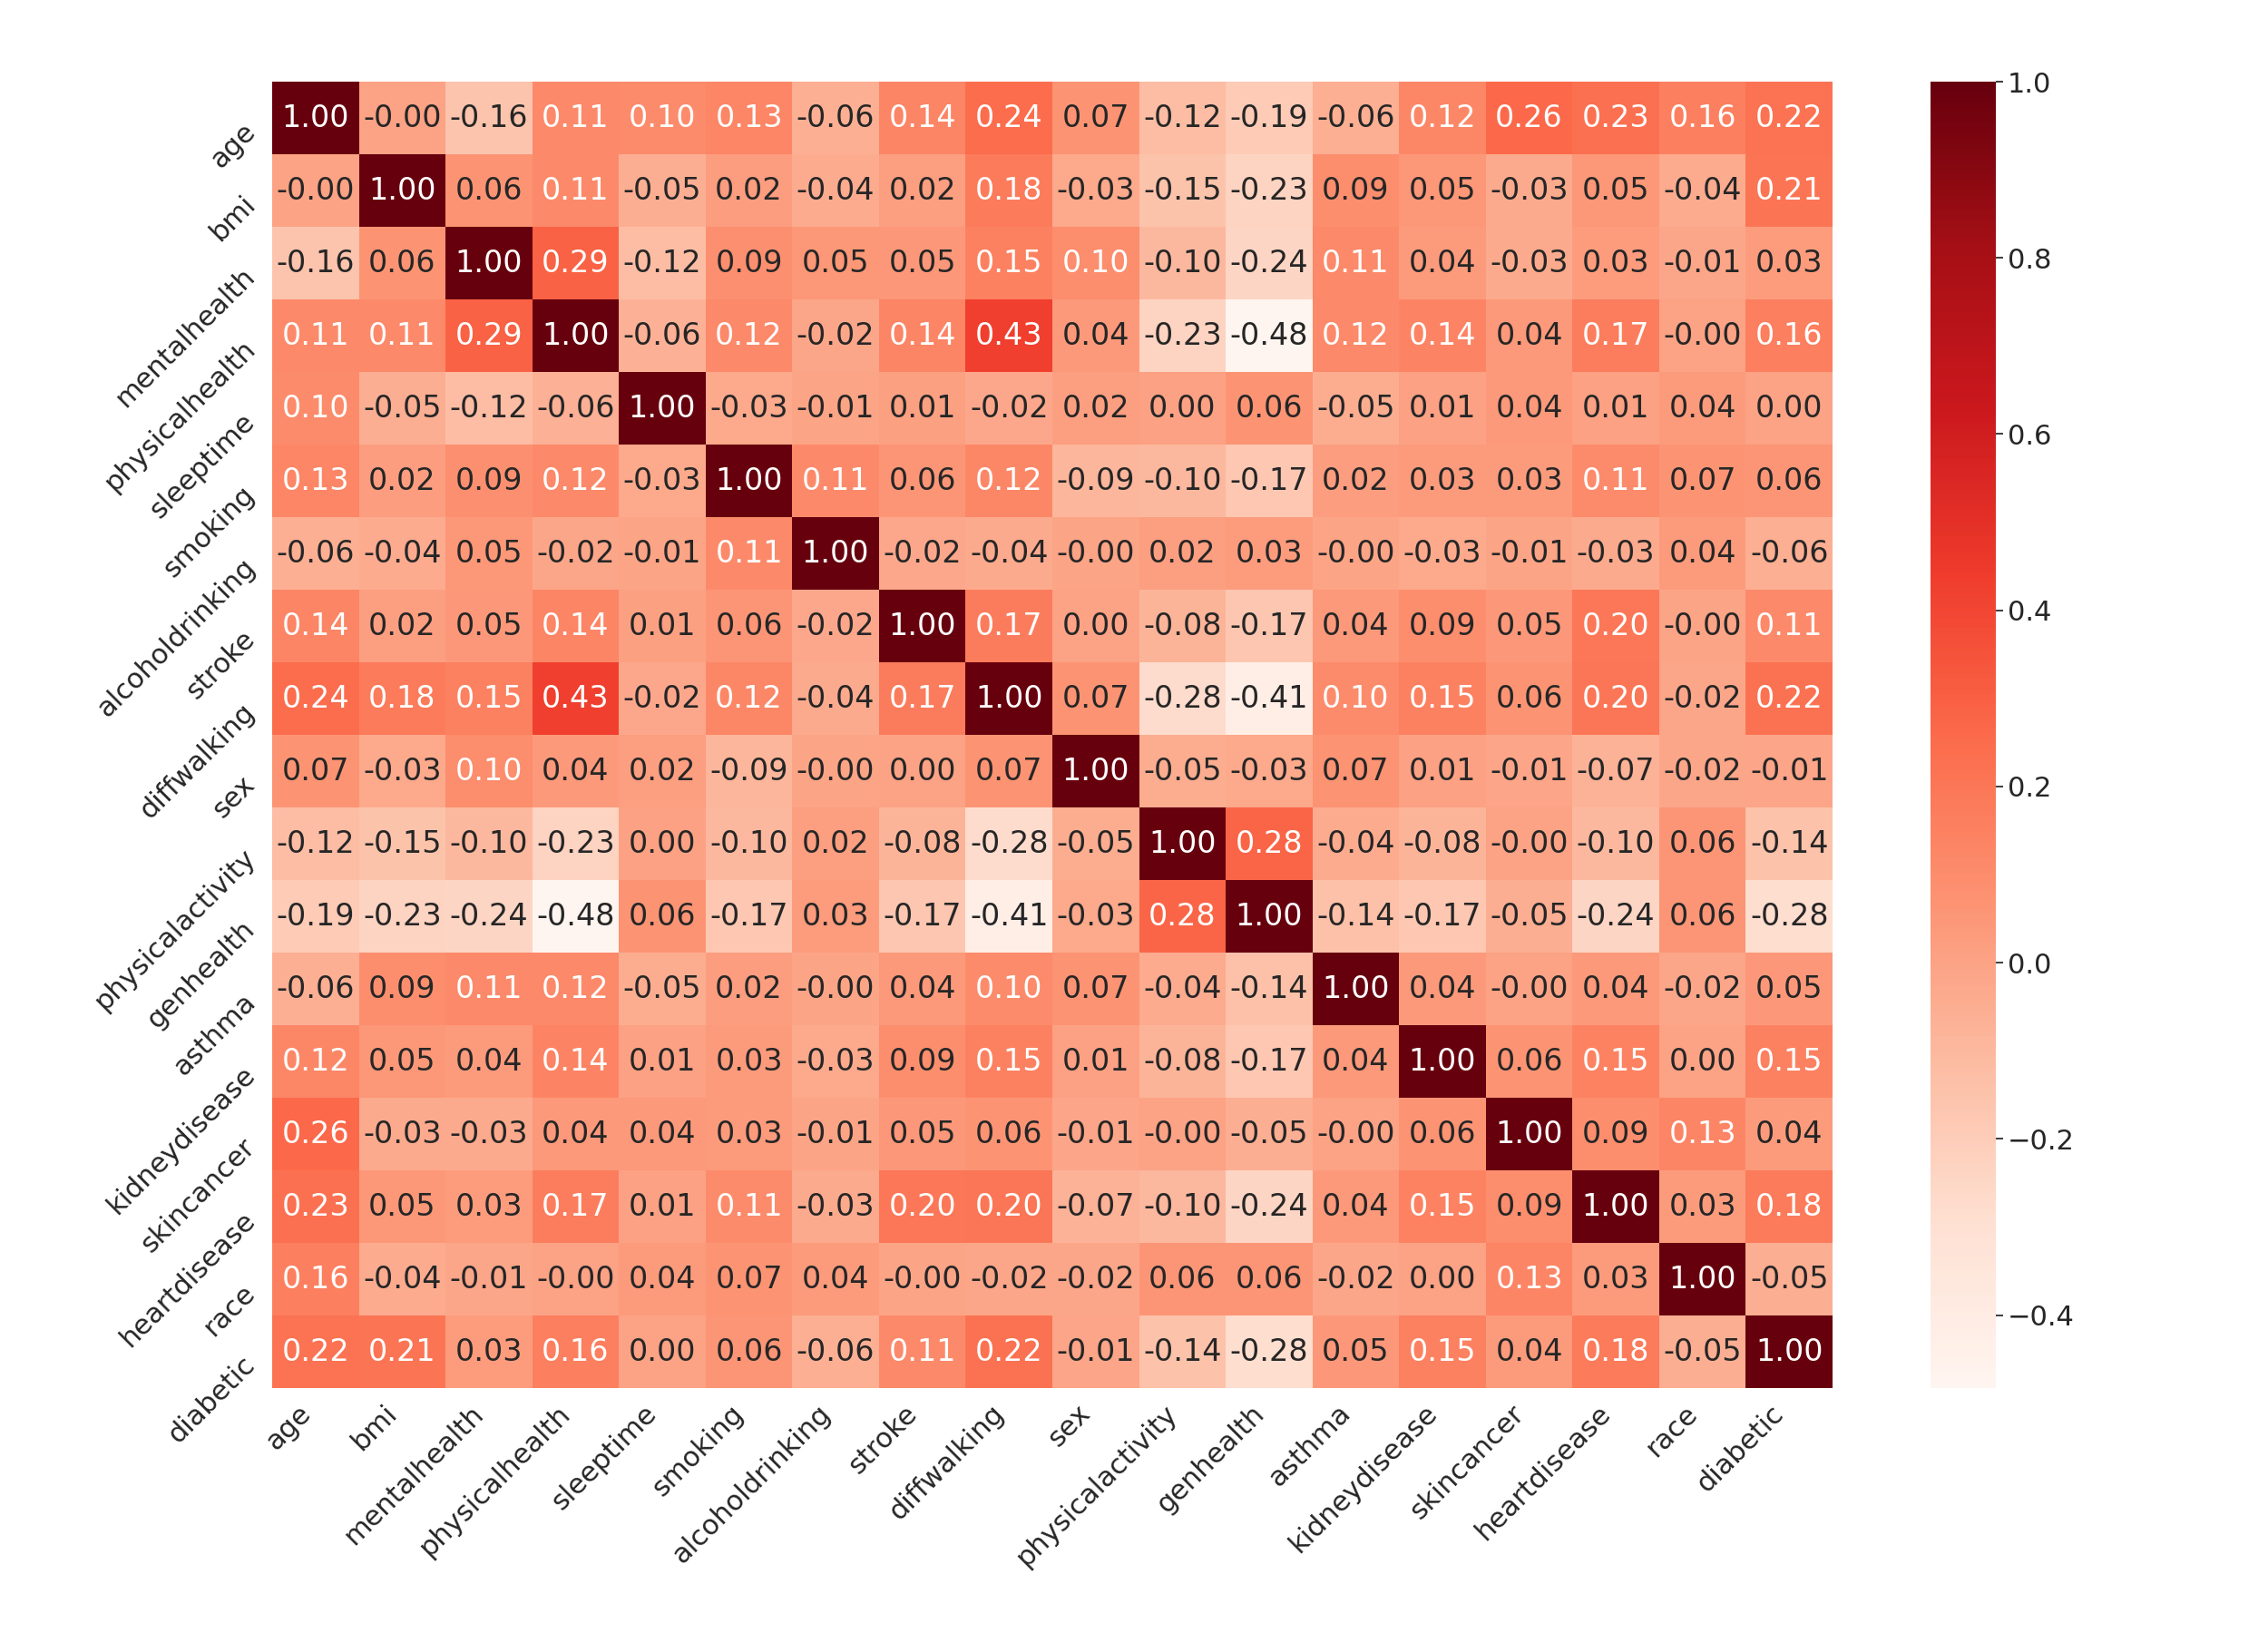 age 1.00 -0.00 -0.16 0.11 0.10 0.13 -0.06 0.14 0.24 0.07 -0.12 -0.19 -0.06 0.12 0.26 0.23 0.16 0.22
bmi -0.00 1.00 0.06 0.11 -0.05 0.02 -0.04 0.02 0.18 -0.03 -0.15 -0.23 0.09 0.05 -0.03 0.05 -0.04 0.21
mentalhealth -0.16 0.06 1.00 0.29 -0.12 0.09 0.05 0.05 0.15 0.10 -0.10 -0.24 0.11 0.04 -0.03 0.03 -0.01 0.03
physicalhealth 0.11 0.11 0.29 1.00 -0.06 0.12 -0.02 0.14 0.43 0.04 -0.23 -0.48 0.12 0.14 0.04 0.17 -0.00 0.16
sleeptime 0.10 -0.05 -0.12 -0.06 1.00 -0.03 -0.01 0.01 -0.02 0.02 0.00 0.06 -0.05 0.01 0.04 0.01 0.04 0.00
smoking 0.13 0.02 0.09 0.12 -0.03 1.00 0.11 0.06 0.12 -0.09 -0.10 -0.17 0.02 0.03 0.03 0.11 0.07 0.06
alcoholdrinking -0.06 -0.04 0.05 -0.02 -0.01 0.11 1.00 -0.02 -0.04 -0.00 0.02 0.03 -0.00 -0.03 -0.01 -0.03 0.04 -0.06
stroke 0.14 0.02 0.05 0.14 0.01 0.06 -0.02 1.00 0.17 0.00 -0.08 -0.17 0.04 0.09 0.05 0.20 -0.00 0.11
diffwalking 0.24 0.18 0.15 0.43 -0.02 0.12 -0.04 0.17 1.00 0.07 -0.28 -0.41 0.10 0.15 0.06 0.20 -0.02 0.22
sex 0.07 -0.03 0.10 0.04 0.02 -0.09 -0.00 0.00 0.07 1.00 -0.05 -0.03 0.07 0.01 -0.01 -0.07 -0.02 -0.01
physicalactivity -0.12 -0.15 -0.10 -0.23 0.00 -0.10 0.02 -0.08 -0.28 -0.05 1.00 0.28 -0.04 -0.08 -0.00 -0.10 0.06 -0.14
genhealth -0.19 -0.23 -0.24 -0.48 0.06 -0.17 0.03 -0.17 -0.41 -0.03 0.28 1.00 -0.14 -0.17 -0.05 -0.24 0.06 -0.28
asthma -0.06 0.09 0.11 0.12 -0.05 0.02 -0.00 0.04 0.10 0.07 -0.04 -0.14 1.00 0.04 -0.00 0.04 -0.02 0.05
kidneydisease 0.12 0.05 0.04 0.14 0.01 0.03 -0.03 0.09 0.15 0.01 -0.08 -0.17 0.04 1.00 0.06 0.15 0.00 0.15
skincancer 0.26 -0.03 -0.03 0.04 0.04 0.03 -0.01 0.05 0.06 -0.01 -0.00 -0.05 -0.00 0.06 1.00 0.09 0.13 0.04
heartdisease 0.23 0.05 0.03 0.17 0.01 0.11 -0.03 0.20 0.20 -0.07 -0.10 -0.24 0.04 0.15 0.09 1.00 0.03 0.18
race 0.16 -0.04 -0.01 -0.00 0.04 0.07 0.04 -0.00 -0.02 -0.02 0.06 0.06 -0.02 0.00 0.13 0.03 1.00 -0.05
diabetic 0.22 0.21 0.03 0.16 0.00 0.06 -0.06 0.11 0.22 -0.01 -0.14 -0.28 0.05 0.15 0.04 0.18 -0.05 1.00
age bmi mentalhealth physicalhealth sleeptime smoking alcoholdrinking stroke diffwalking sex physicalactivity genhealth asthma kidneydisease skincancer heartdisease race diabetic
1.0
0.8
0.6
0.4
0.2
0.0
−0.2
−0.4